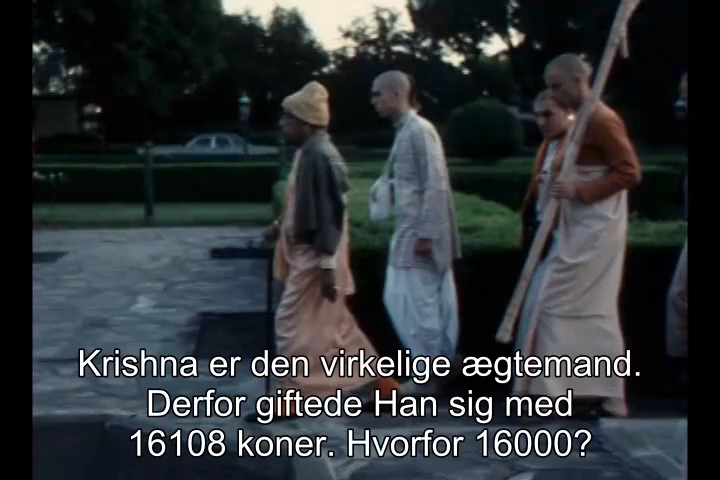 Krishna er den virkelige ægtemand.
Derfor giftede Han sig med
16108 koner. Hvorfor 16000?